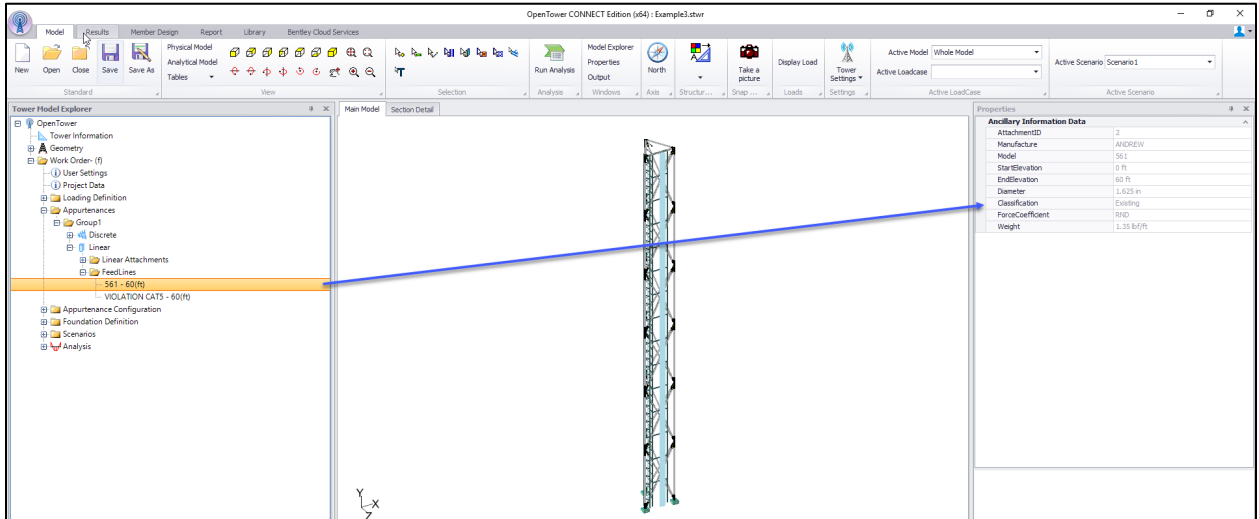 OpenTower CONNECT Edition (x64) : Example3.stwr
Model Results Member Design Report Library Bentley Cloud Services
New Open Close Save Save As
Physical Model
Analytical Model
Tables
Run Analysis
Model Explorer
Properties
Output
North
Take a picture
Display Load
Tower Settings
Active Model Whole Model
Active Loadcase
Active Scenario Scenario1
Standard View Selection Analysis Windows Axis Structur... Snap ... Loads Settings Active LoadCase Active Scenario
Tower Model Explorer
OpenTower
Tower Information
Geometry
Work Order- (f)
User Settings
Project Data
Loading Definition
Appurtenances
Group1
Discrete
Linear
Linear Attachments
FeedLines
561 - 60(ft)
VIOLATION CAT5 - 60(ft)
Appurtenance Configuration
Foundation Definition
Scenarios
Analysis
Main Model Section Detail
Y
X
Z
Properties
Ancillary Information Data
AttachmentID 2
Manufacture ANDREW
Model 561
StartElevation 0 ft
EndElevation 60 ft
Diameter 1.625 in
Classification Existing
ForceCoefficient RND
Weight 1.35 lbf/ft